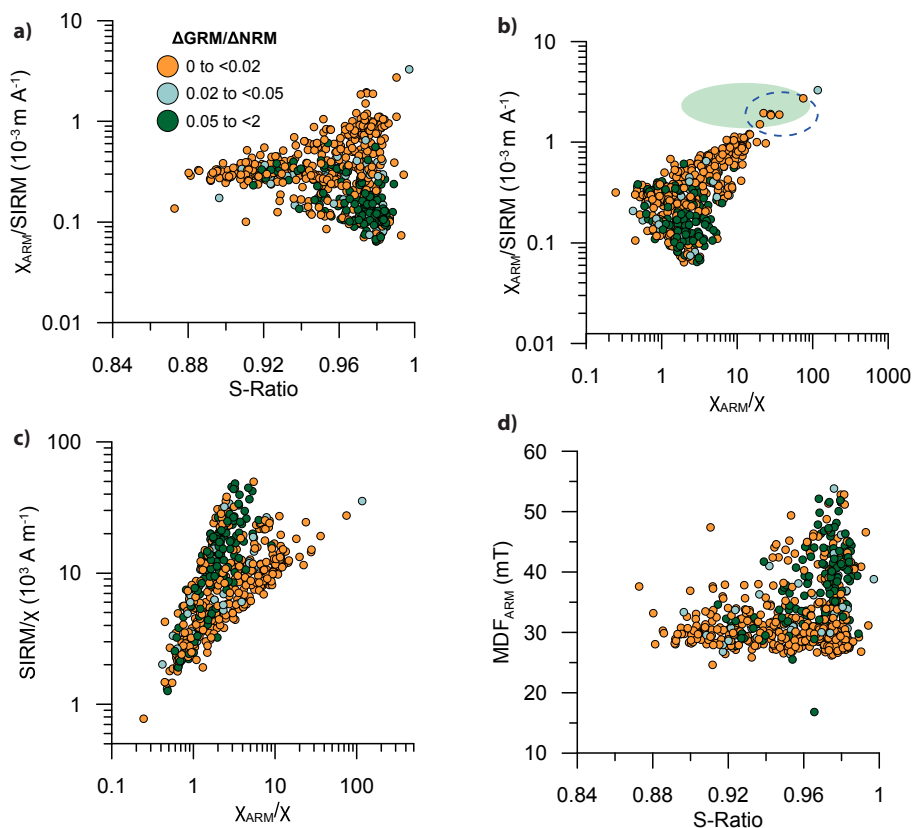 a)
ΔGRM/ΔNRM
0 to <0.02
0.02 to <0.05
0.05 to <2
10
1
0.1
0.01
χARM/SIRM (10⁻³ m A⁻¹)
0.84 0.88 0.92 0.96 1
S-Ratio
b)
10
1
0.1
0.01
χARM/SIRM (10⁻³ m A⁻¹)
0.1 1 10 100 1000
χARM/χ
c)
100
10
1
SIRM/χ (10³ A m⁻¹)
0.1 1 10 100
χARM/χ
d)
60
50
40
30
20
10
MDFARM (mT)
0.84 0.88 0.92 0.96 1
S-Ratio